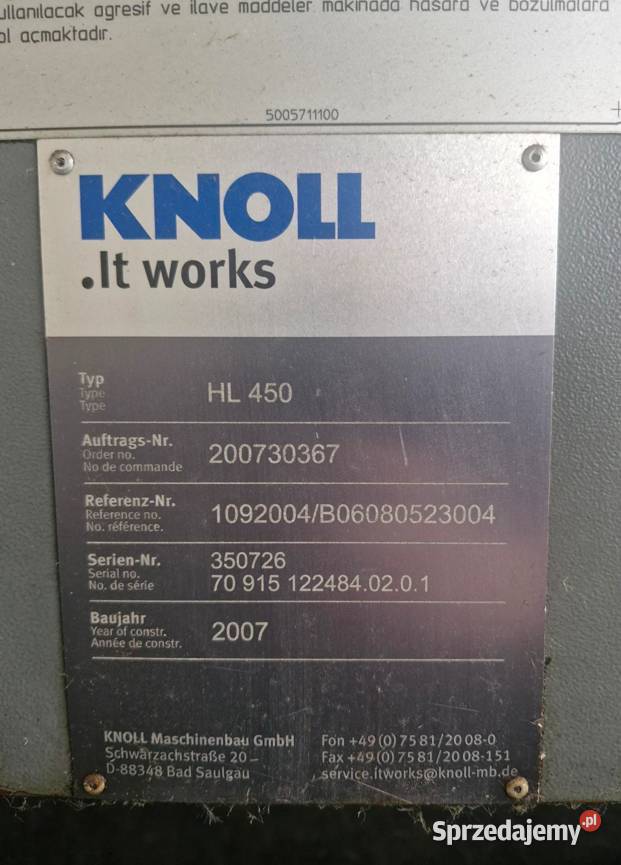 kullanılacak agresif ve ilave maddeler makinada hasara ve bozulmalara
açmaktadır.
5005711100
KNOLL
.It works
Typ
Type
Type
HL 450
Auftrags-Nr.
Order no.
No de commande
200730367
Referenz-Nr.
Reference no.
No. référence.
1092004/B06080523004
Serien-Nr.
Serial no.
No. de série
350726
70 915 122484.02.0.1
Baujahr
Year of constr.
Année de constr.
2007
KNOLL Maschinenbau GmbH
Schwarzachstraße 20 –
D-88348 Bad Saulgau
Fon +49 (0) 75 81/20 08-0
Fax +49 (0) 75 81/20 08-151
service.itworks@knoll-mb.de
Sprzedajemy.pl